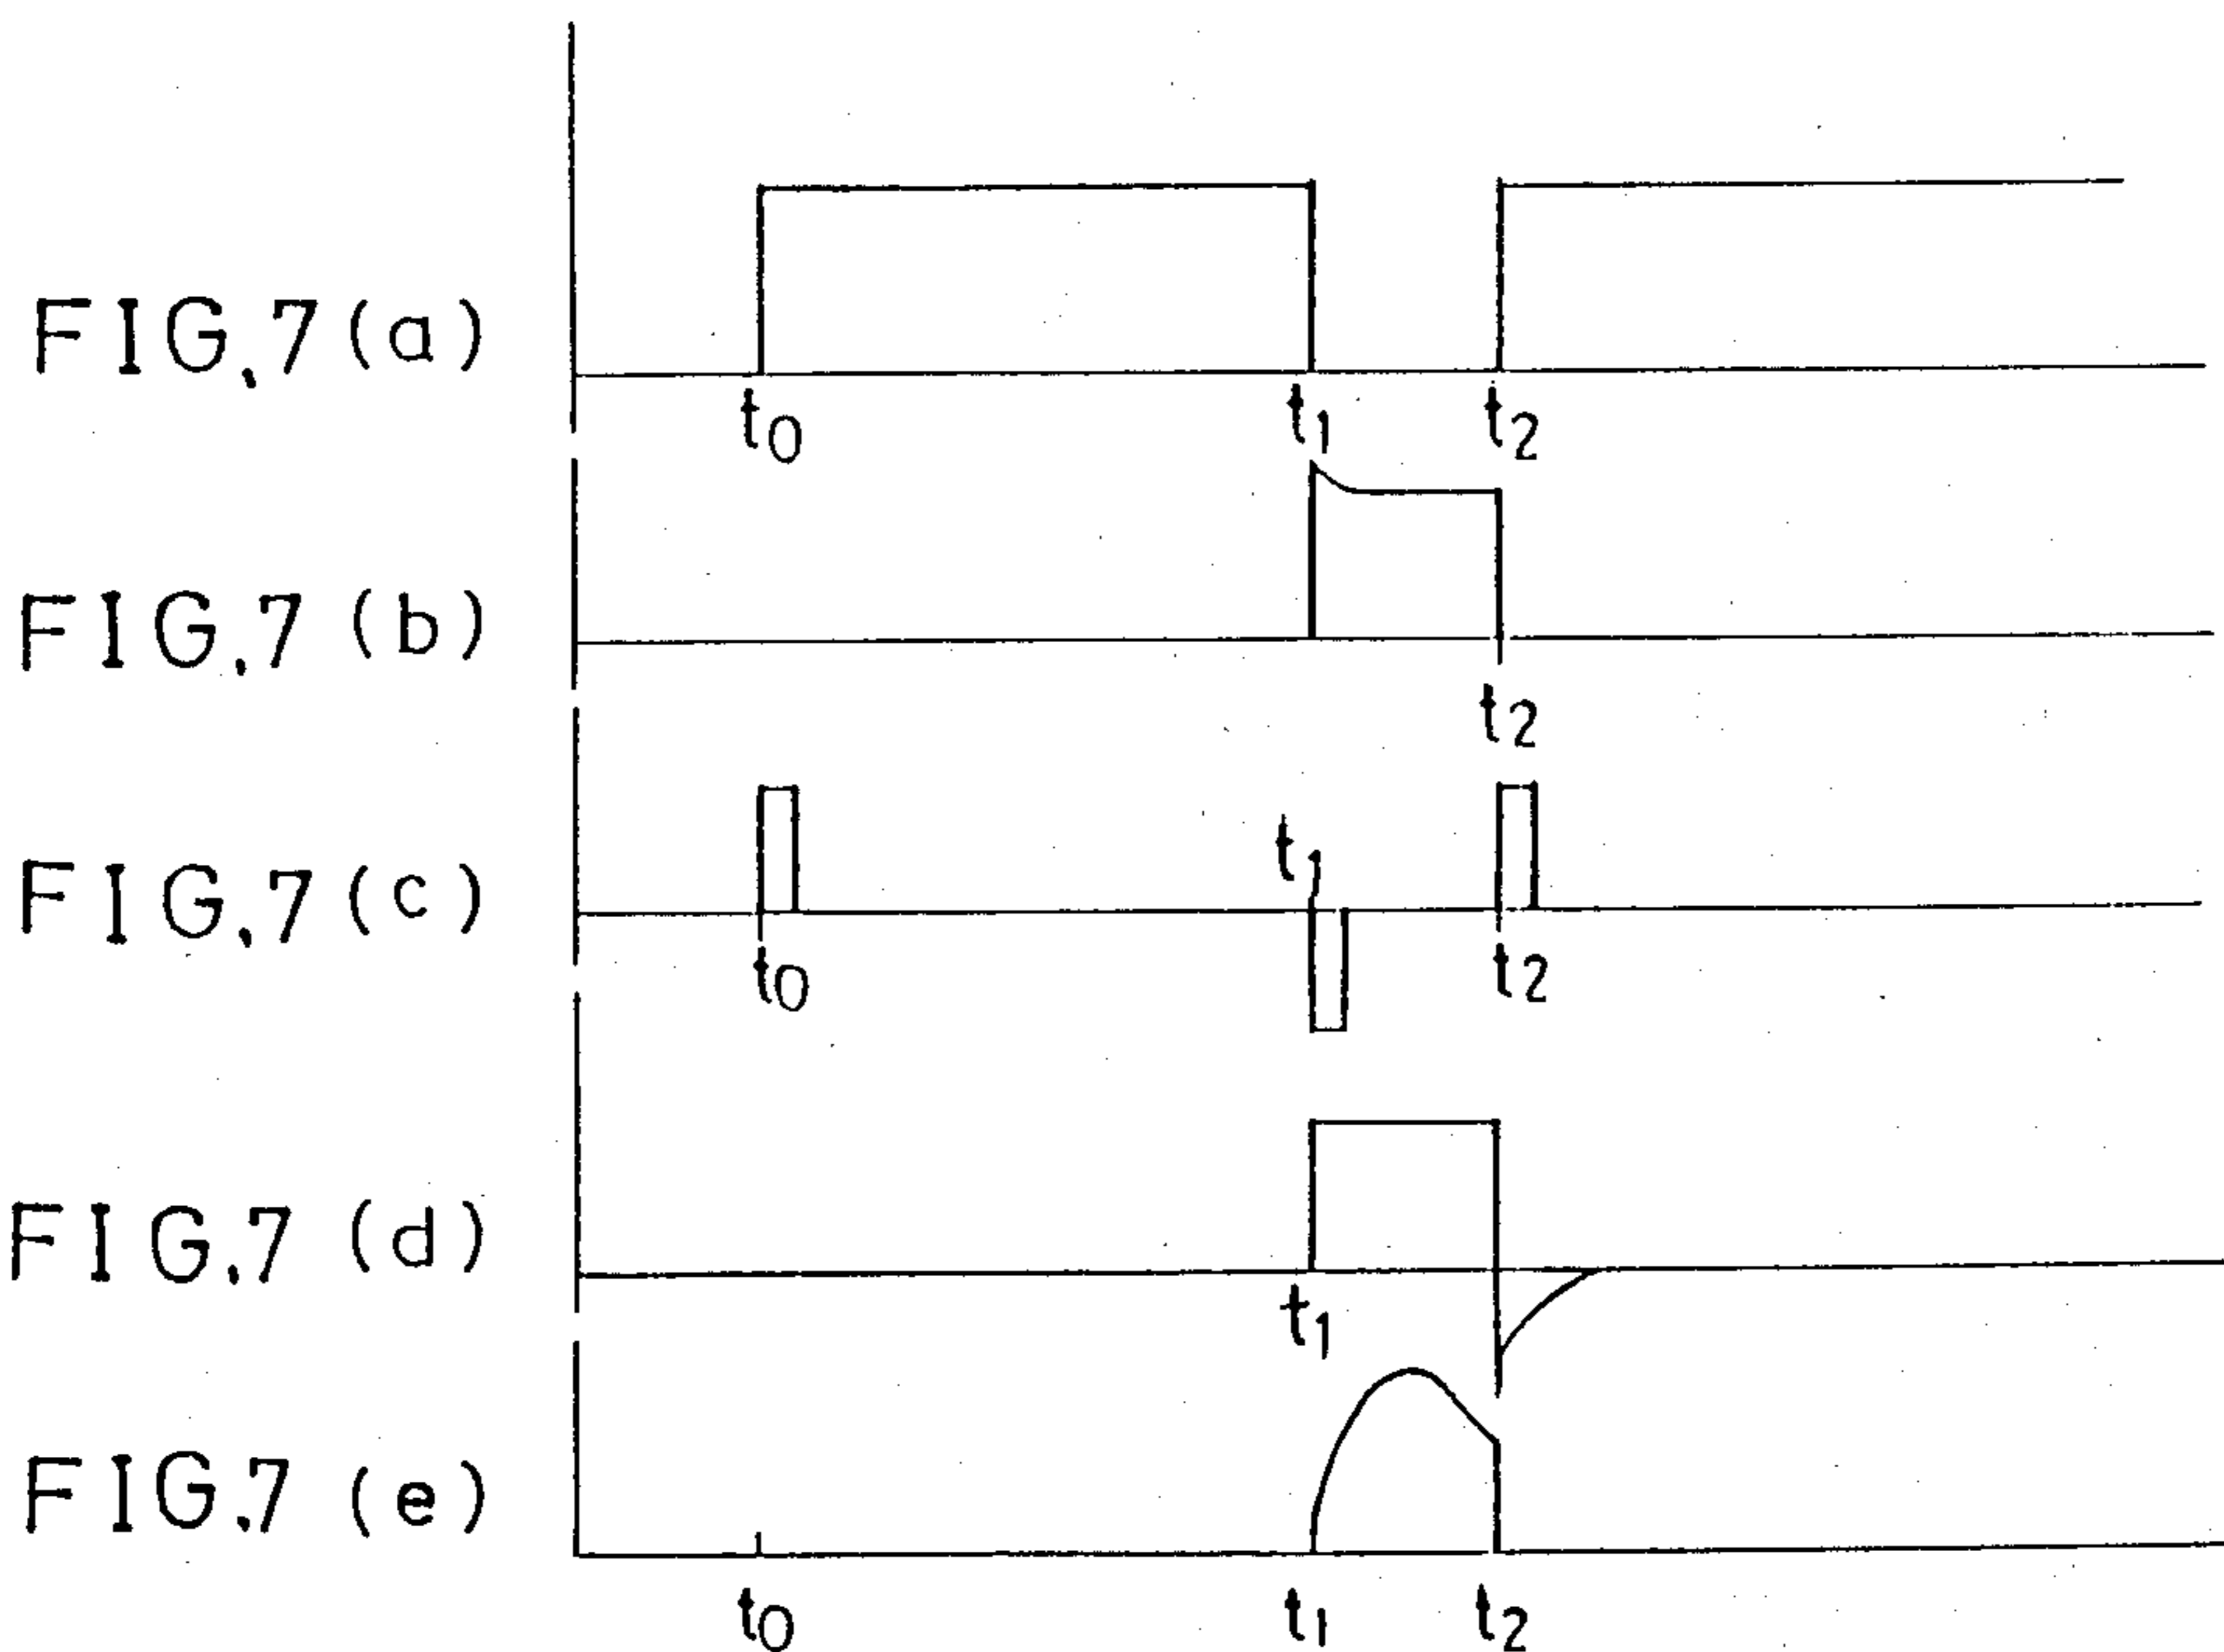 FIG.7(a)
t0 t1 t2
FIG.7(b)
t2
FIG.7(c)
t1
t0 t2
FIG.7(d)
t1
FIG.7(e)
t0 t1 t2